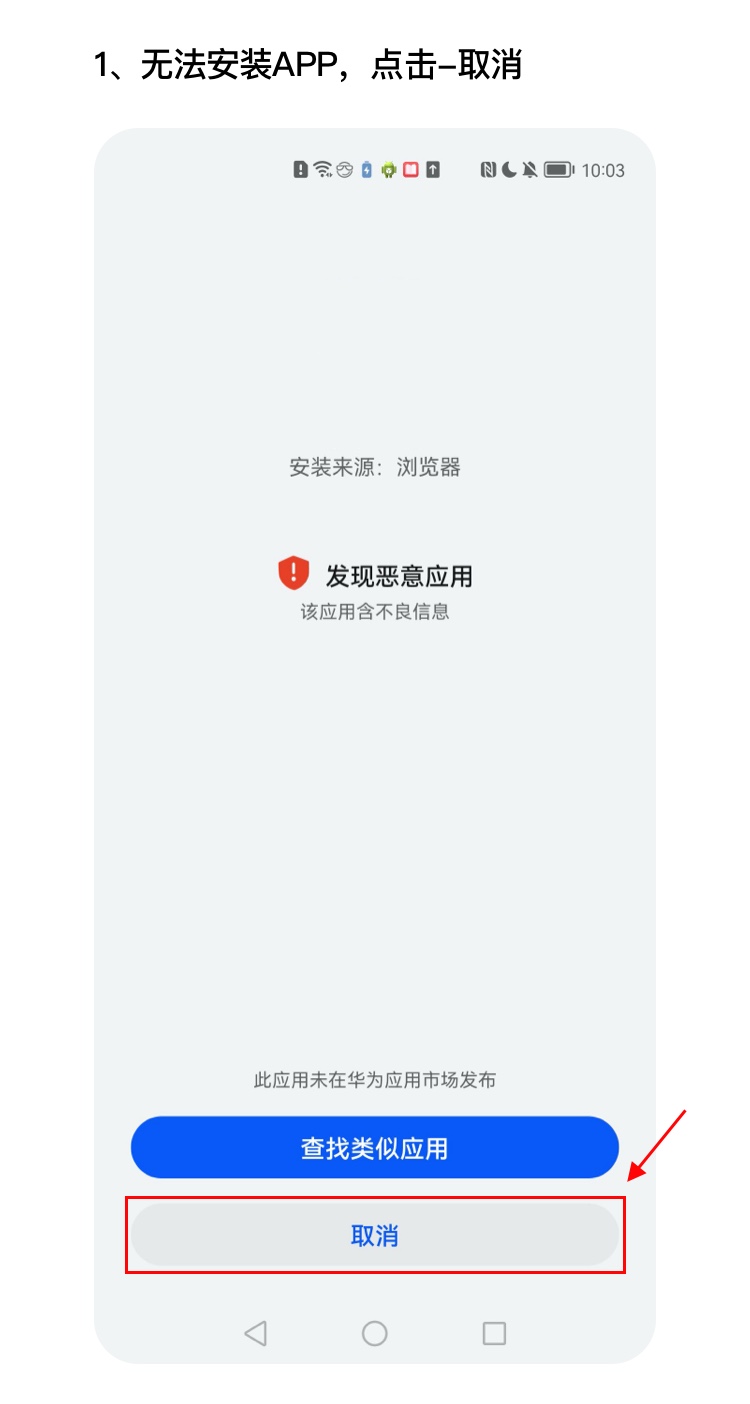 1、无法安装APP，点击–取消
10:03
安装来源：浏览器
发现恶意应用
该应用含不良信息
此应用未在华为应用市场发布
查找类似应用
取消